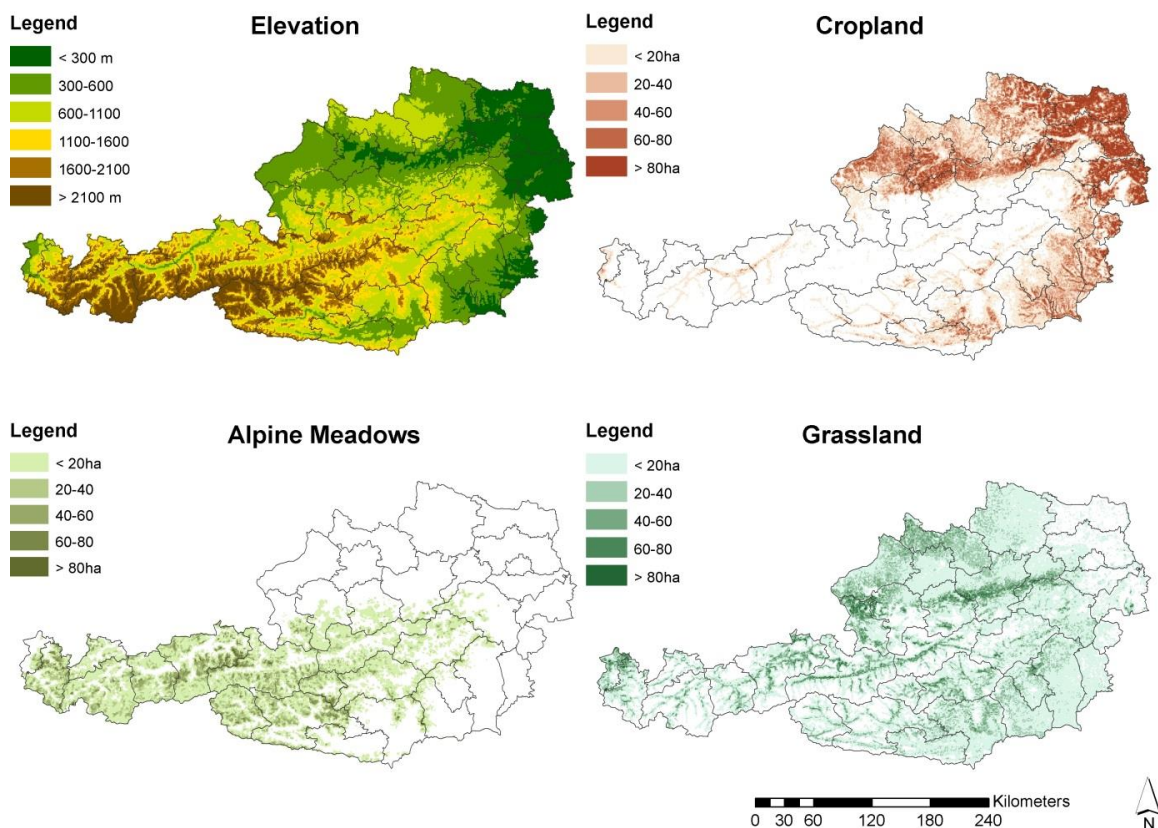 Legend
Elevation
< 300 m
300-600
600-1100
1100-1600
1600-2100
> 2100 m
Legend
Cropland
< 20ha
20-40
40-60
60-80
> 80ha
Legend
Alpine Meadows
< 20ha
20-40
40-60
60-80
> 80ha
Legend
Grassland
< 20ha
20-40
40-60
60-80
> 80ha
Kilometers
0 30 60 120 180 240
N